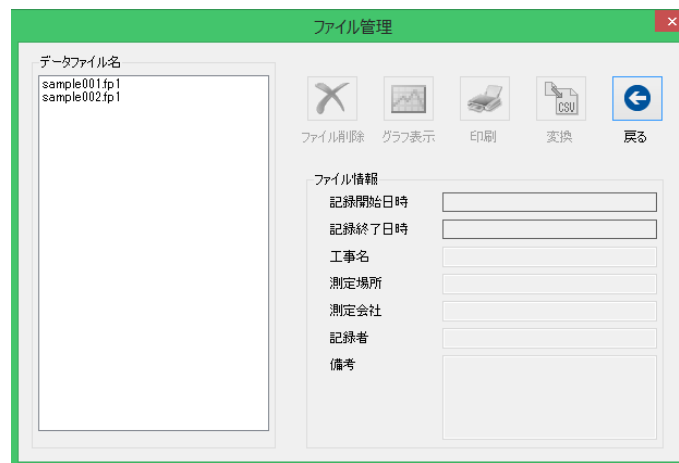 ファイル管理
データファイル名
sample001.fp1
sample002.fp1
CSV
ファイル削除 グラフ表示 印刷 変換 戻る
ファイル情報
記録開始日時
記録終了日時
工事名
測定場所
測定会社
記録者
備考